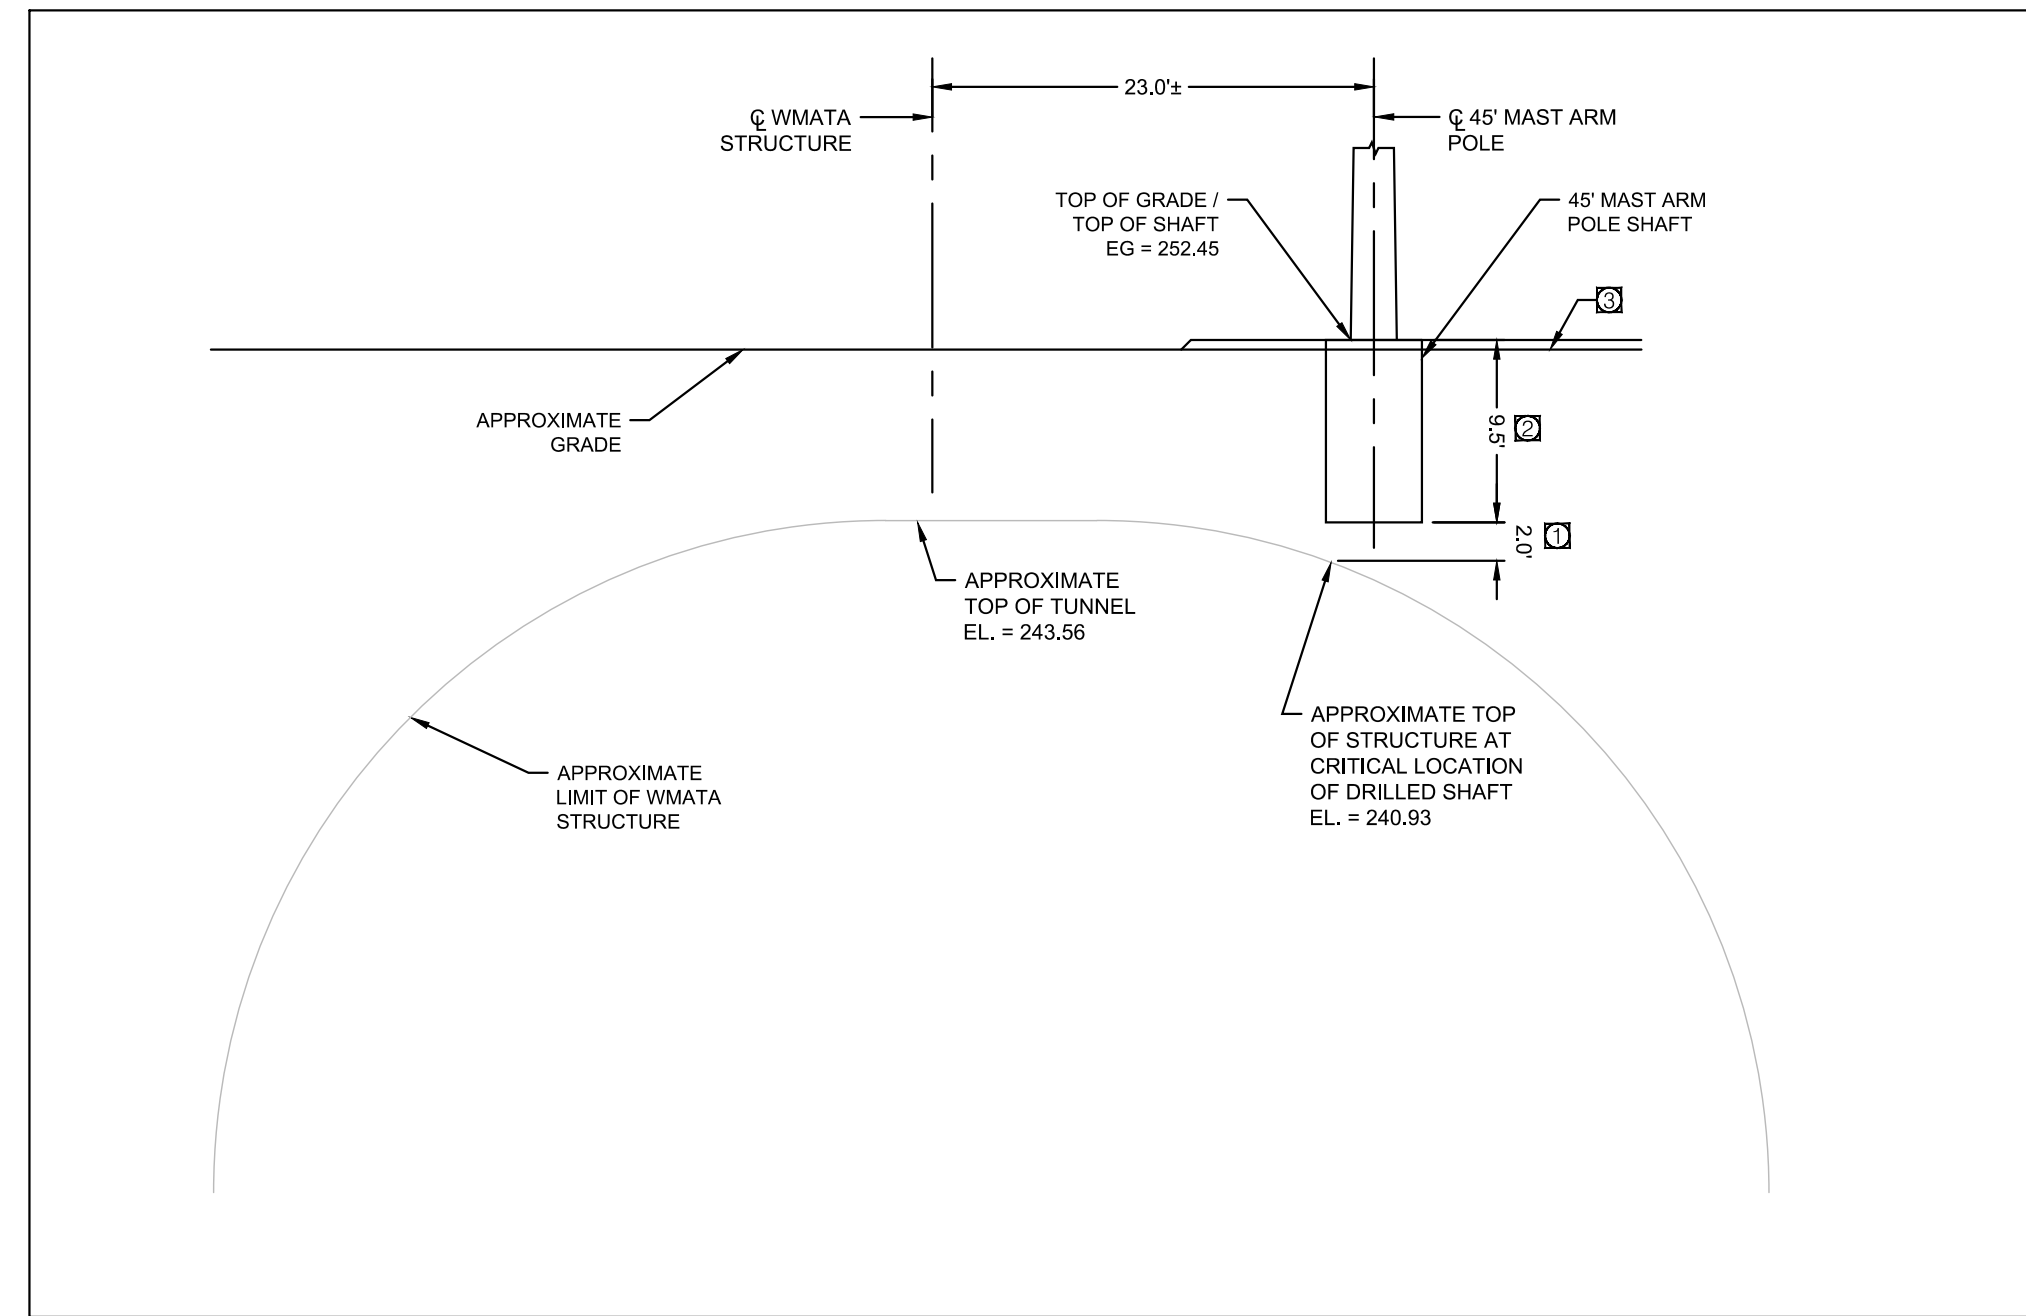 23.0'±
℄ WMATA
STRUCTURE
℄ 45' MAST ARM
POLE
TOP OF GRADE /
TOP OF SHAFT
EG = 252.45
45' MAST ARM
POLE SHAFT
3
APPROXIMATE
GRADE
9.5'
2
2.0'
1
APPROXIMATE
TOP OF TUNNEL
EL. = 243.56
APPROXIMATE TOP
OF STRUCTURE AT
CRITICAL LOCATION
OF DRILLED SHAFT
EL. = 240.93
APPROXIMATE
LIMIT OF WMATA
STRUCTURE